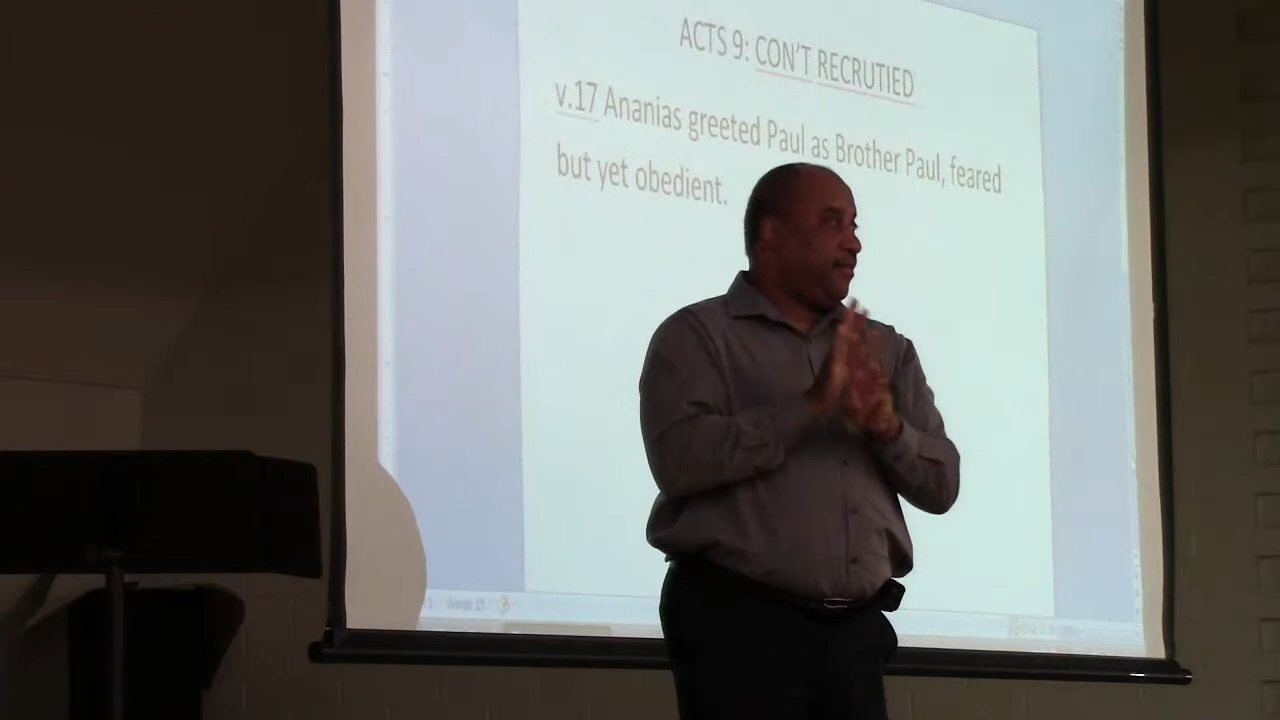 ACTS 9: CON'T RECRUTIED
v.17 Ananias greeted Paul as Brother Paul, feared
but yet obedient.